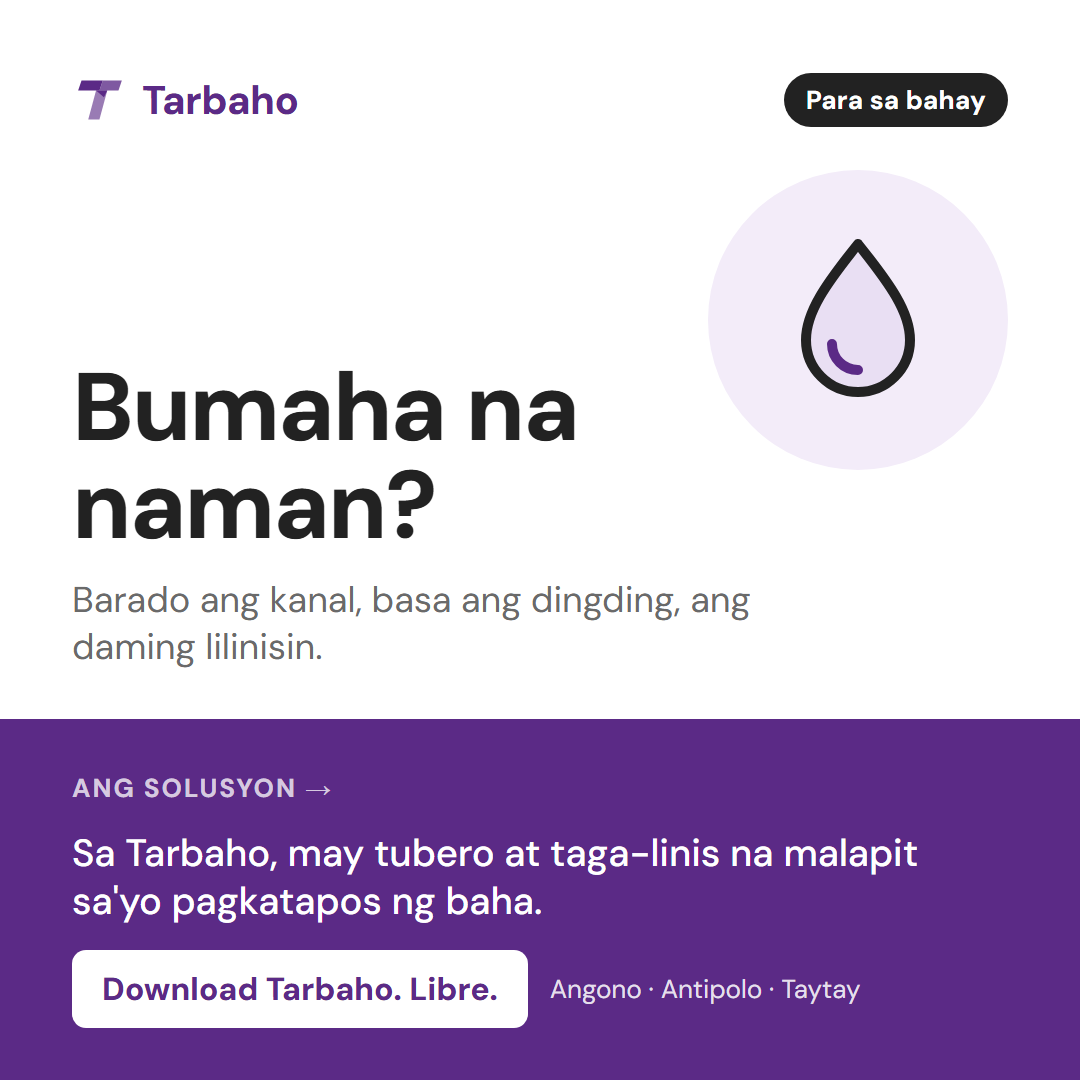 Tarbaho
Para sa bahay
Bumaha na
naman?
Barado ang kanal, basa ang dingding, ang
daming lilinisin.
ANG SOLUSYON →
Sa Tarbaho, may tubero at taga-linis na malapit
sa'yo pagkatapos ng baha.
Download Tarbaho. Libre.
Angono · Antipolo · Taytay